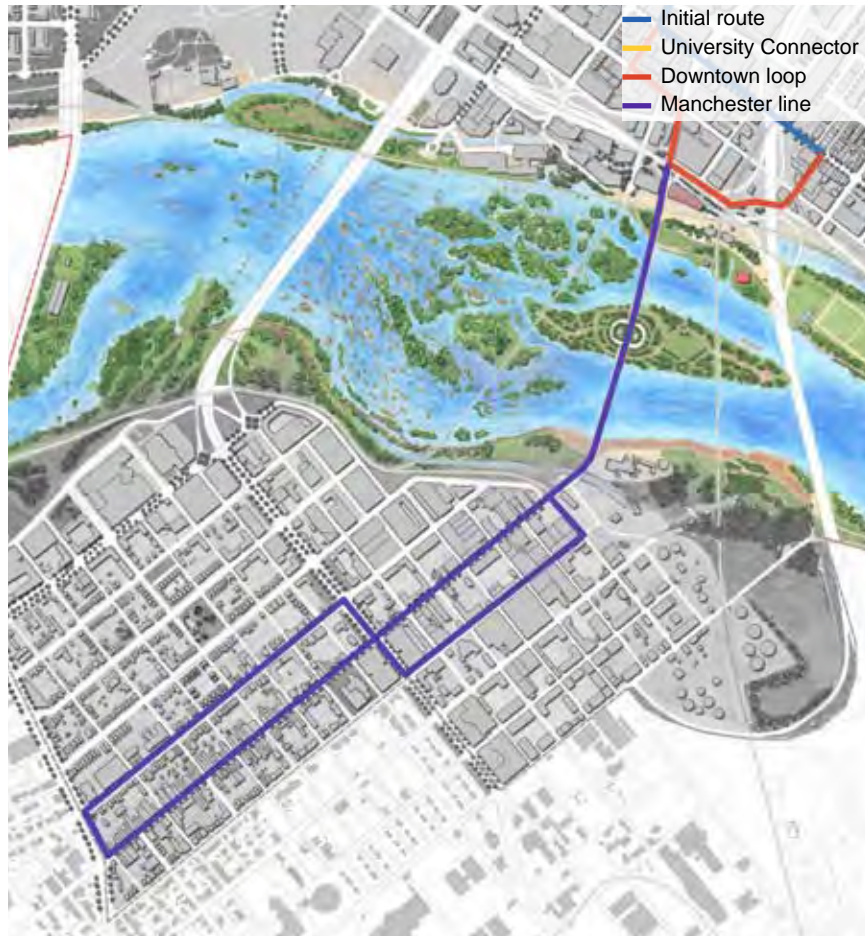 Initial route
University Connector
Downtown loop
Manchester line